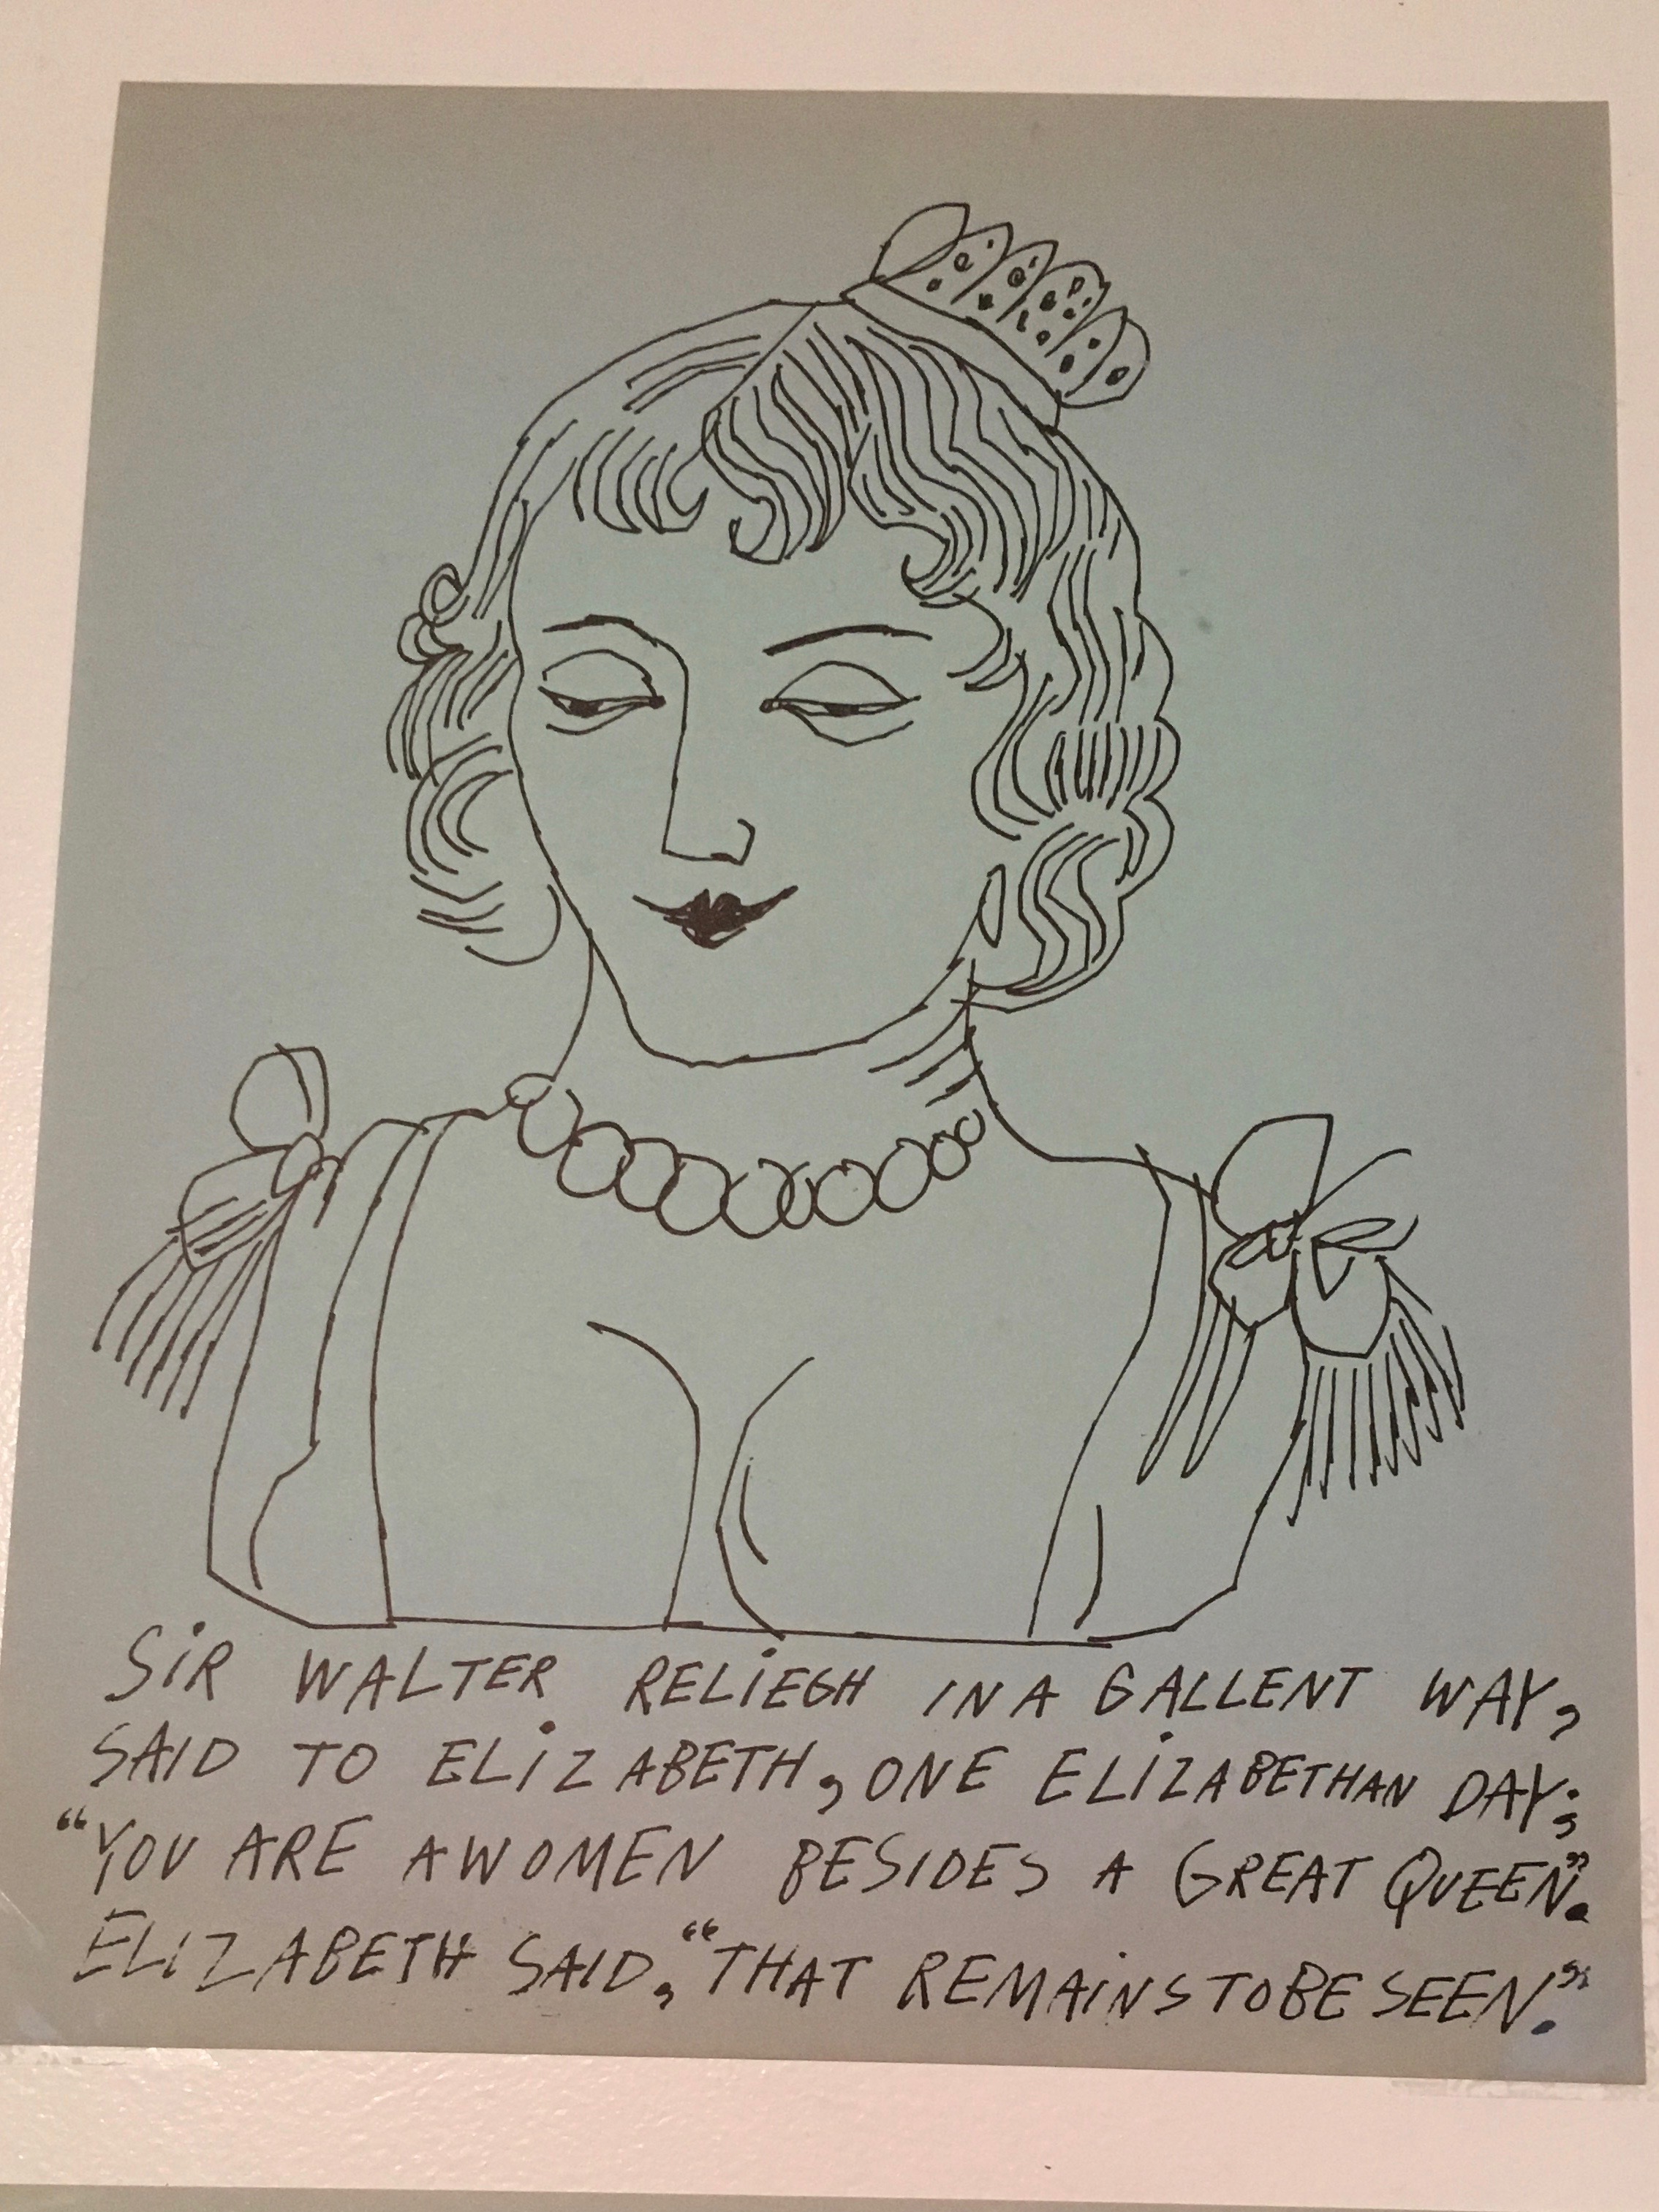 SIR WALTER RELIEGH IN A GALLENT WAY,
SAID TO ELIZABETH, ONE ELIZABETHAN DAY;
“YOU ARE A WOMEN BESIDES A GREAT QUEEN”.
ELIZABETH SAID, “THAT REMAINS TO BE SEEN”.